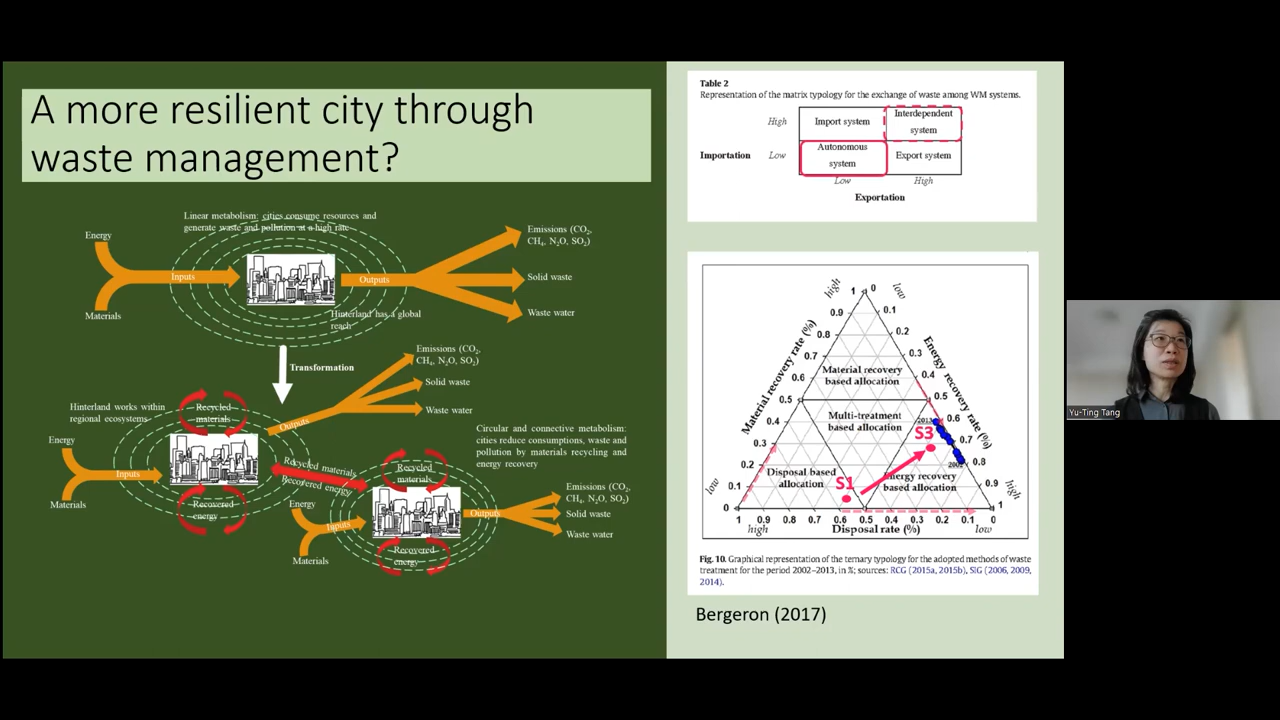 A more resilient city through
waste management?
Linear metabolism: cities consume resources and
generate waste and pollution at a high rate
Energy
Inputs
Materials
Outputs
Emissions (CO2,
CH4, N2O, SO2)
Solid waste
Waste water
Hinterland has a global
reach
Transformation
Hinterland works within
regional ecosystems
Energy
Inputs
Materials
Recycled
materials
Recovered
energy
Outputs
Emissions (CO2,
CH4, N2O, SO2)
Solid waste
Waste water
Recycled materials
Recovered energy
Circular and connective metabolism:
cities reduce consumptions, waste and
pollution by materials recycling and
energy recovery
Energy
Inputs
Materials
Recycled
materials
Recovered
energy
Outputs
Emissions (CO2,
CH4, N2O, SO2)
Solid waste
Waste water
Table 2
Representation of the matrix typology for the exchange of waste among WM systems.
High
Import system
Interdependent
system
Importation
Low
Autonomous
system
Export system
Low
High
Exportation
high
low
1
0
0.9
0.1
0.8
0.2
0.7
0.3
0.6
0.4
0.5
0.5
0.4
0.6
0.3
0.7
0.2
0.8
0.1
0.9
0
1
Material recovery rate (%)
Energy recovery rate (%)
Material recovery
based allocation
Multi-treatment
based allocation
Disposal based
allocation
Energy recovery
based allocation
2013
S3
2002
S1
low
high
1 0.9 0.8 0.7 0.6 0.5 0.4 0.3 0.2 0.1 0
high
Disposal rate (%)
low
Fig. 10. Graphical representation of the ternary typology for the adopted methods of waste
treatment for the period 2002–2013, in %; sources: RCG (2015a, 2015b), SIG (2006, 2009,
2014).
Bergeron (2017)
Yu-Ting Tang